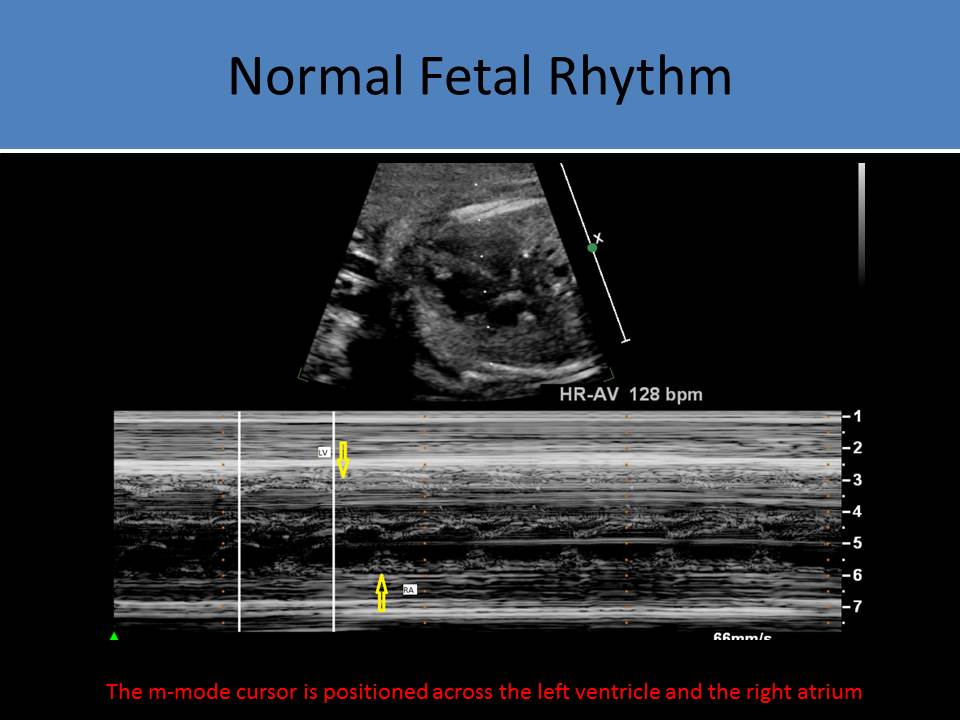 Normal Fetal Rhythm
X
HR-AV 128 bpm
1
2
LV
3
4
5
6
RA
7
66mm/s
The m-mode cursor is positioned across the left ventricle and the right atrium